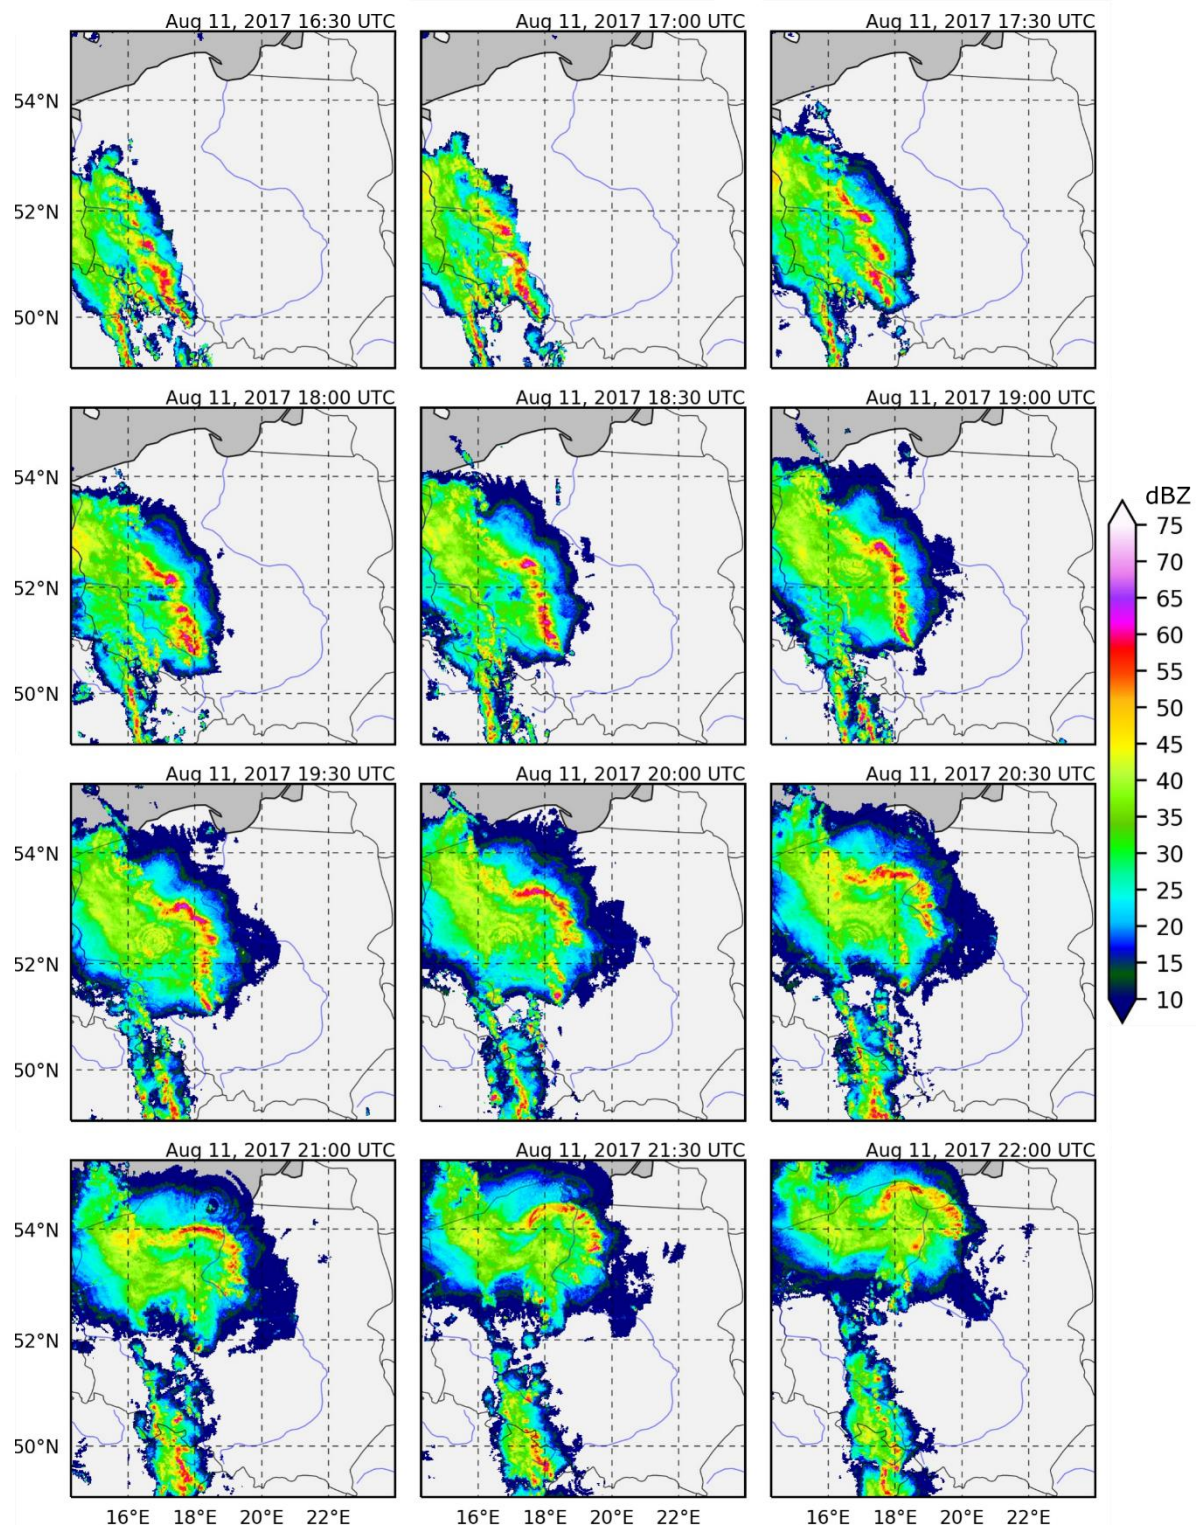 Aug 11, 2017 16:30 UTC
Aug 11, 2017 17:00 UTC
Aug 11, 2017 17:30 UTC
54°N
52°N
50°N
Aug 11, 2017 18:00 UTC
Aug 11, 2017 18:30 UTC
Aug 11, 2017 19:00 UTC
54°N
52°N
50°N
dBZ
75
70
65
60
55
50
45
40
35
30
25
20
15
10
Aug 11, 2017 19:30 UTC
Aug 11, 2017 20:00 UTC
Aug 11, 2017 20:30 UTC
54°N
52°N
50°N
Aug 11, 2017 21:00 UTC
Aug 11, 2017 21:30 UTC
Aug 11, 2017 22:00 UTC
54°N
52°N
50°N
16°E 18°E 20°E 22°E
16°E 18°E 20°E 22°E
16°E 18°E 20°E 22°E